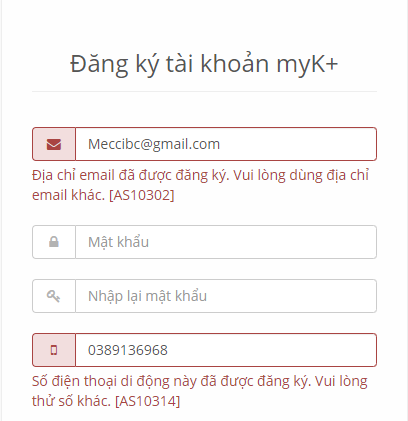 Đăng ký tài khoản myK+
Meccibc@gmail.com
Địa chỉ email đã được đăng ký. Vui lòng dùng địa chỉ
email khác. [AS10302]
Mật khẩu
Nhập lại mật khẩu
0389136968
Số điện thoại di động này đã được đăng ký. Vui lòng
thử số khác. [AS10314]